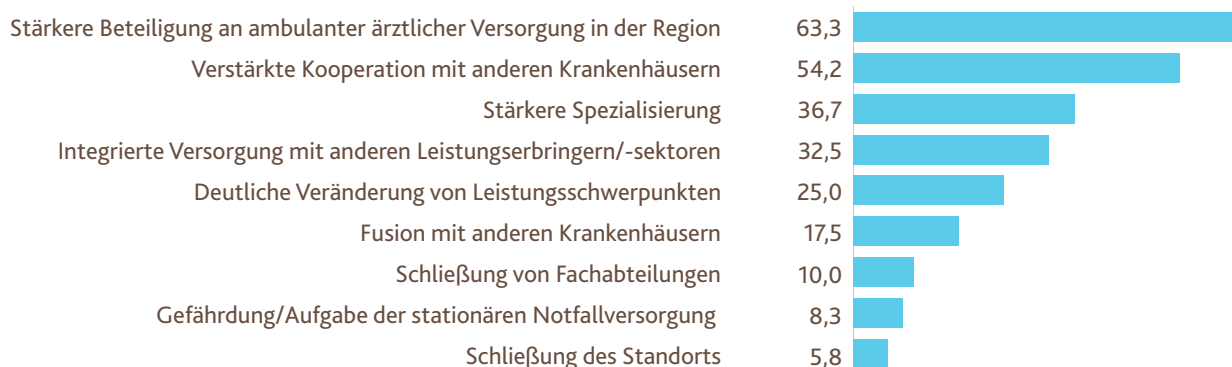 Stärkere Beteiligung an ambulanter ärztlicher Versorgung in der Region 63,3
Verstärkte Kooperation mit anderen Krankenhäusern 54,2
Stärkere Spezialisierung 36,7
Integrierte Versorgung mit anderen Leistungserbringern/-sektoren 32,5
Deutliche Veränderung von Leistungsschwerpunkten 25,0
Fusion mit anderen Krankenhäusern 17,5
Schließung von Fachabteilungen 10,0
Gefährdung/Aufgabe der stationären Notfallversorgung 8,3
Schließung des Standorts 5,8